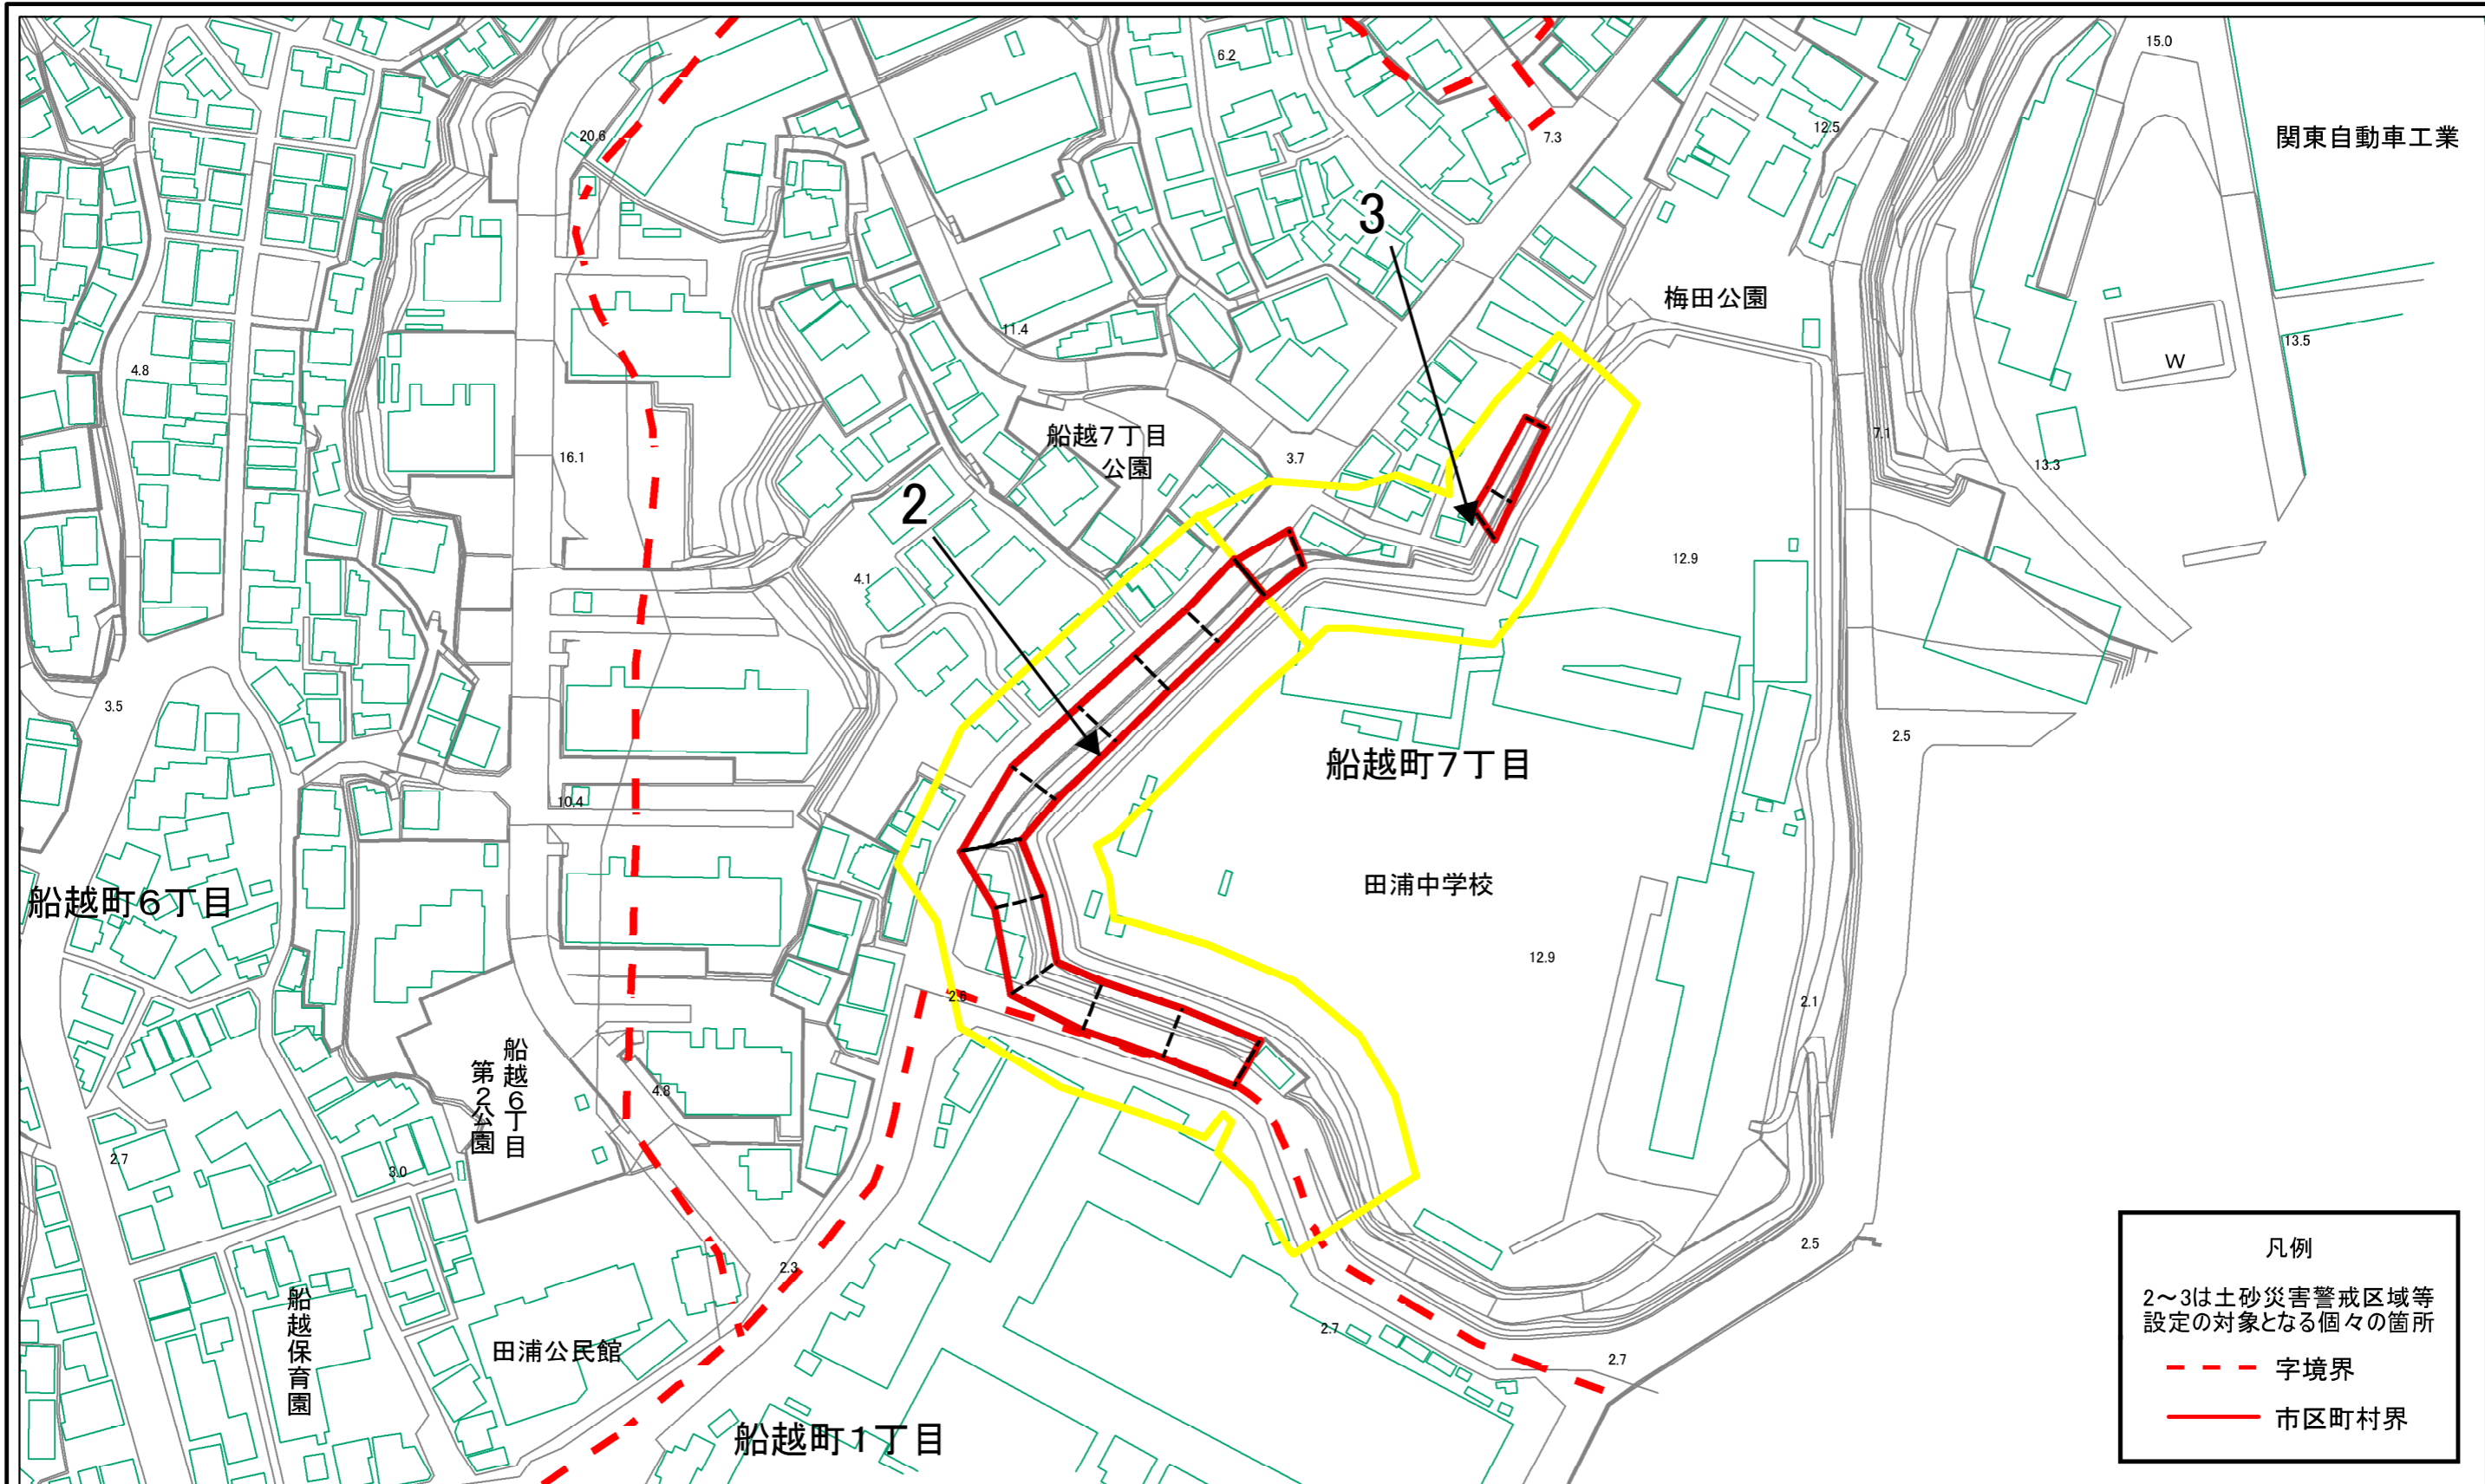 15.0
6.2
関東自動車工業
12.5
20.6
7.3
3
梅田公園
11.4
13.5
W
4.8
船越7丁目
公園
7.1
16.1
3.7
13.3
2
12.9
4.1
3.5
2.5
船越町7丁目
10.4
田浦中学校
船越町6丁目
12.9
2.6
2.1
船越6丁目
第2公園
4.8
2.7
3.0
2.5
2.3
凡例
2～3は土砂災害警戒区域等
設定の対象となる個々の箇所
字境界
市区町村界
船越保育園
田浦公民館
2.7
2.7
船越町1丁目